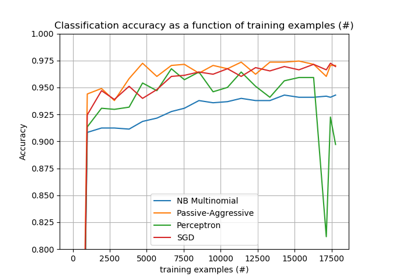 Classification accuracy as a function of training examples (#)
1.000
0.975
0.950
0.925
0.900
0.875
0.850
0.825
0.800
Accuracy
NB Multinomial
Passive-Aggressive
Perceptron
SGD
0 2500 5000 7500 10000 12500 15000 17500
training examples (#)